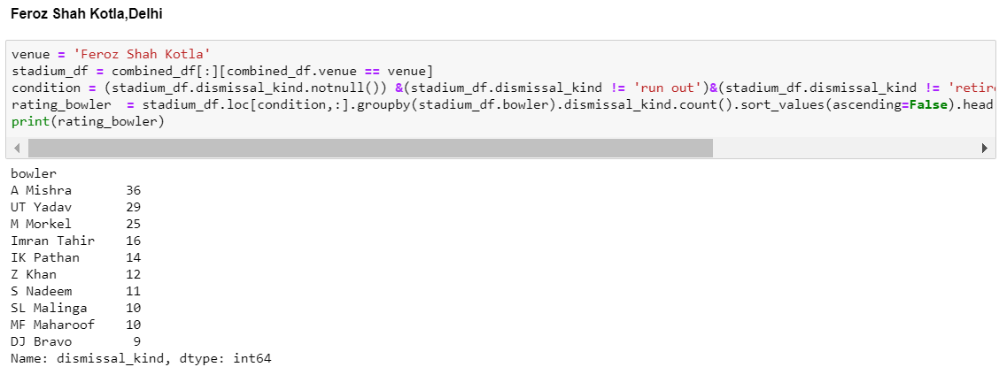 Feroz Shah Kotla,Delhi
venue = 'Feroz Shah Kotla'
stadium_df = combined_df[:][combined_df.venue == venue]
condition = (stadium_df.dismissal_kind.notnull()) &(stadium_df.dismissal_kind != 'run out')&(stadium_df.dismissal_kind != 'retire
rating_bowler  = stadium_df.loc[condition,:].groupby(stadium_df.bowler).dismissal_kind.count().sort_values(ascending=False).head
print(rating_bowler)
bowler
A Mishra       36
UT Yadav       29
M Morkel       25
Imran Tahir    16
IK Pathan      14
Z Khan         12
S Nadeem       11
SL Malinga     10
MF Maharoof    10
DJ Bravo        9
Name: dismissal_kind, dtype: int64